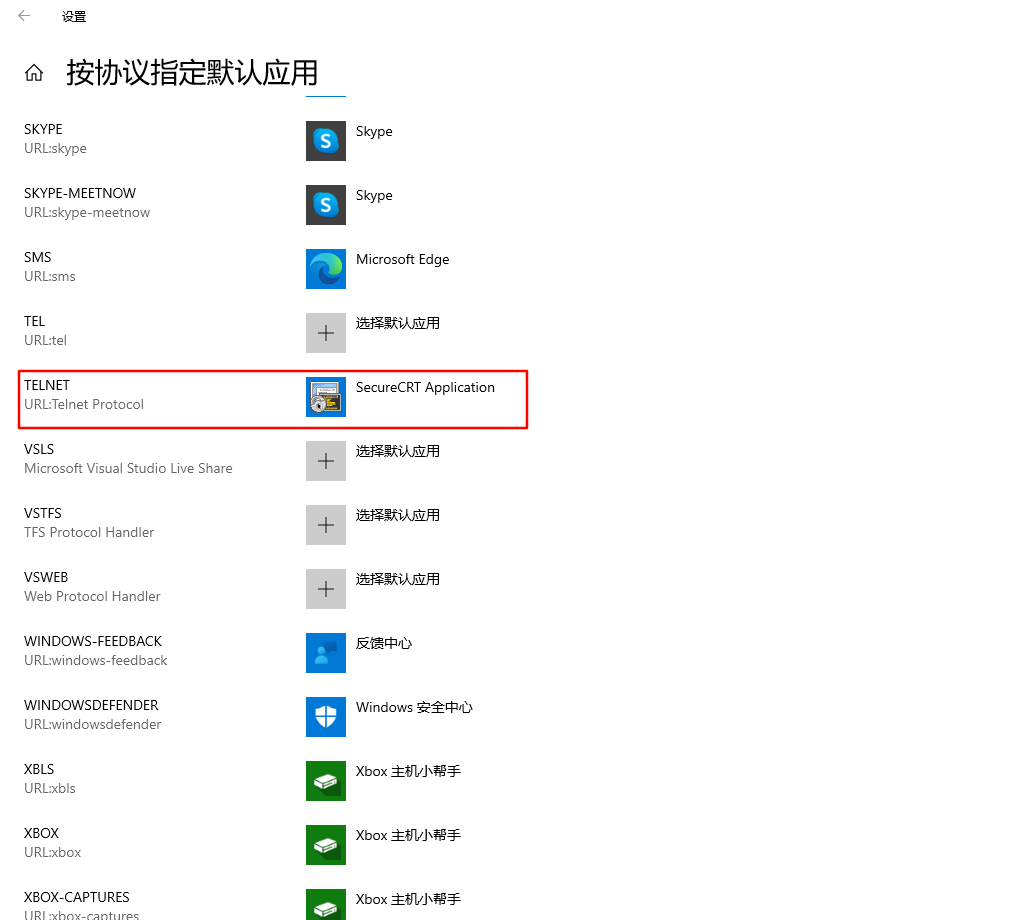 设置
按协议指定默认应用
SKYPE
URL:skype
Skype
SKYPE-MEETNOW
URL:skype-meetnow
Skype
SMS
URL:sms
Microsoft Edge
TEL
URL:tel
选择默认应用
TELNET
URL:Telnet Protocol
SecureCRT Application
VSLS
Microsoft Visual Studio Live Share
选择默认应用
VSTFS
TFS Protocol Handler
选择默认应用
VSWEB
Web Protocol Handler
选择默认应用
WINDOWS-FEEDBACK
URL:windows-feedback
反馈中心
WINDOWSDEFENDER
URL:windowsdefender
Windows 安全中心
XBLS
URL:xbls
Xbox 主机小帮手
XBOX
URL:xbox
Xbox 主机小帮手
XBOX-CAPTURES
URL:xbox-captures
Xbox 主机小帮手